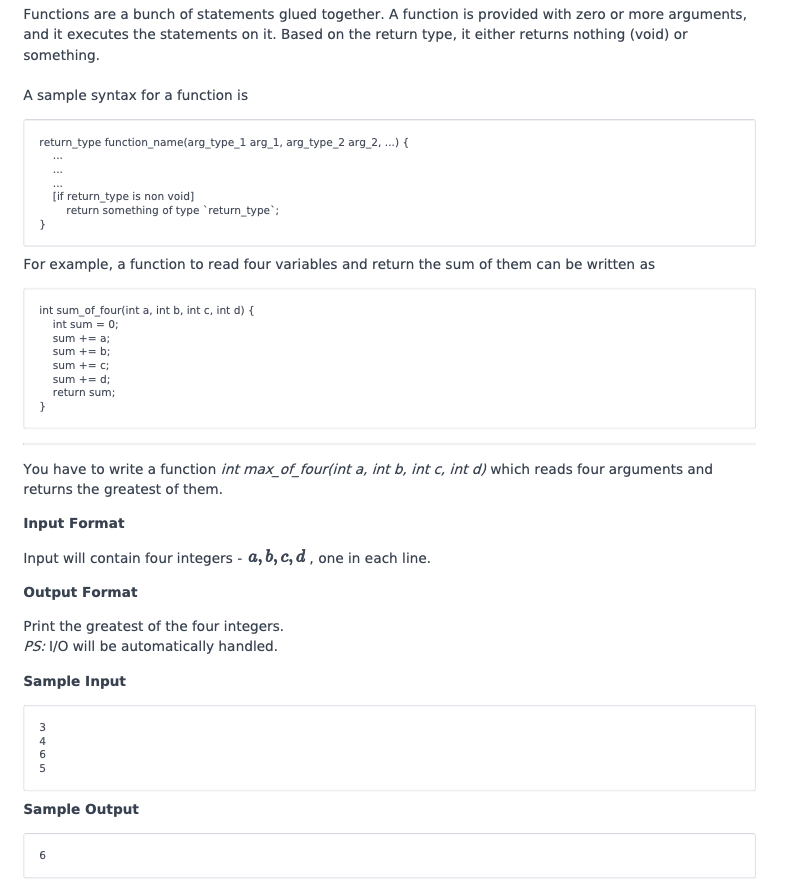 Functions are a bunch of statements glued together. A function is provided with zero or more arguments,
and it executes the statements on it. Based on the return type, it either returns nothing (void) or
something.
A sample syntax for a function is
return_type function_name(arg_type_1 arg_1, arg_type_2 arg_2, ...) {
...
...
...
[if return_type is non void]
return something of type `return_type`;
}
For example, a function to read four variables and return the sum of them can be written as
int sum_of_four(int a, int b, int c, int d) {
int sum = 0;
sum += a;
sum += b;
sum += c;
sum += d;
return sum;
}
You have to write a function int max_of_four(int a, int b, int c, int d) which reads four arguments and
returns the greatest of them.
Input Format
Input will contain four integers - a, b, c, d , one in each line.
Output Format
Print the greatest of the four integers.
PS: I/O will be automatically handled.
Sample Input
3
4
6
5
Sample Output
6